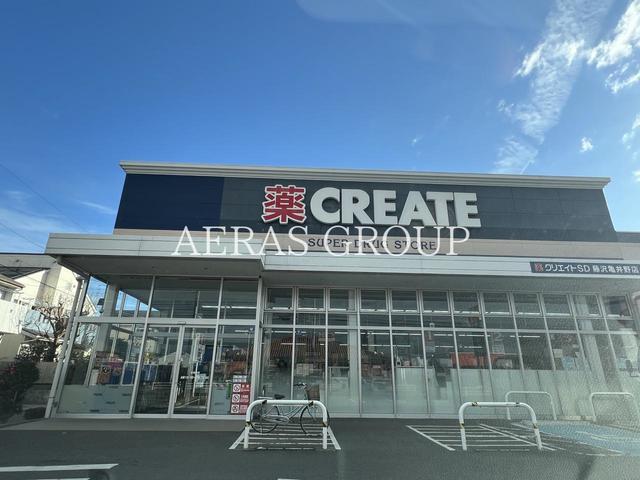 薬 CREATE
AERAS GROUP
SUPER DRUG STORE
薬 クリエイトSD 藤沢亀井野店